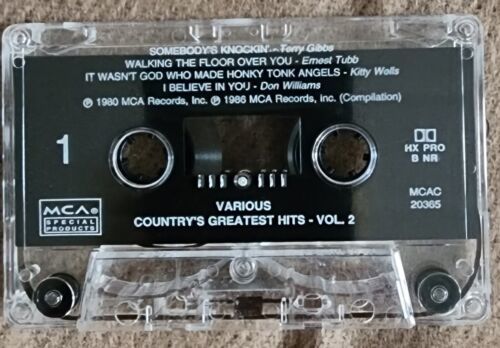 SOMEBODY'S KNOCKIN' - Terry Gibbs
WALKING THE FLOOR OVER YOU - Ernest Tubb
IT WASN'T GOD WHO MADE HONKY TONK ANGELS - Kitty Wells
I BELIEVE IN YOU - Don Williams
℗ 1980 MCA Records, Inc. ℗ 1986 MCA Records, Inc. (Compilation)
1
HX PRO
B NR
MCAC
20365
MCA®
SPECIAL
PRODUCTS
VARIOUS
COUNTRY'S GREATEST HITS - VOL. 2